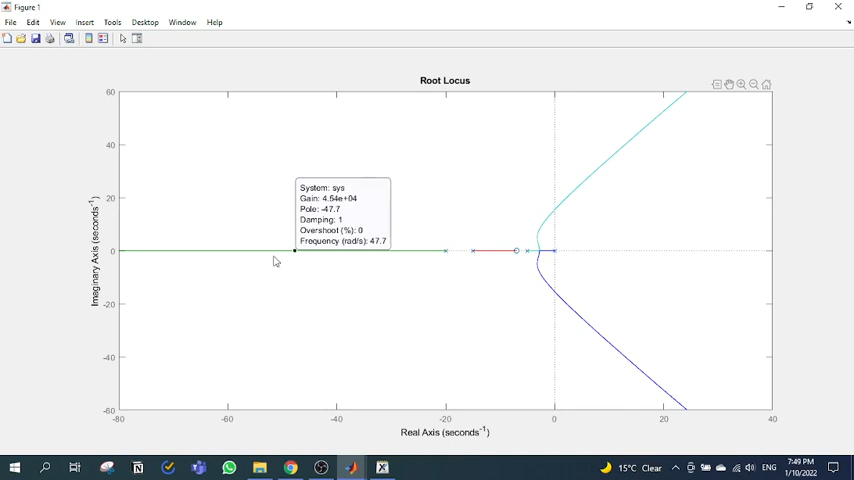 Figure 1
File Edit View Insert Tools Desktop Window Help
Root Locus
60
40
20
0
-20
-40
-60
Imaginary Axis (seconds⁻¹)
System: sys
Gain: 4.54e+04
Pole: -47.7
Damping: 1
Overshoot (%): 0
Frequency (rad/s): 47.7
-80 -60 -40 -20 0 20 40
Real Axis (seconds⁻¹)
15°C Clear ENG 7:49 PM
1/10/2022